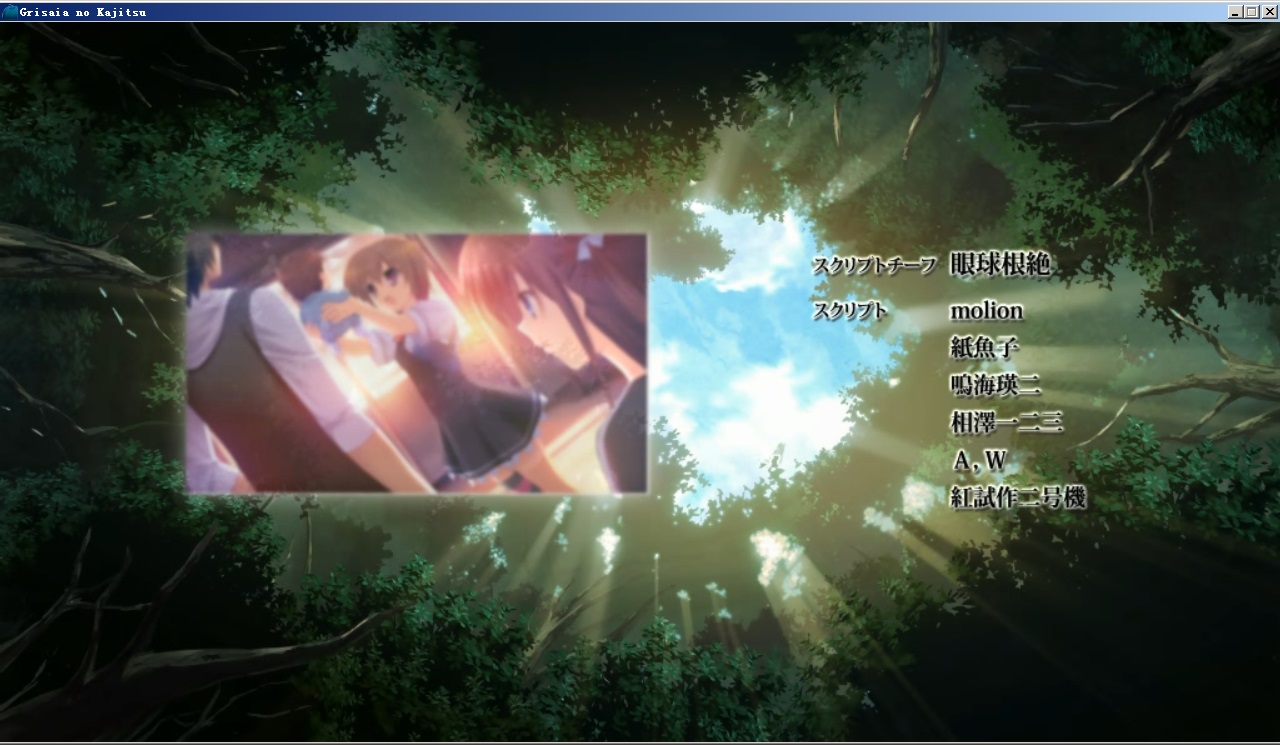 Grisaia no Kajitsu
スクリプトチーフ 眼球根絶
スクリプト molion
紙魚子
鳴海瑛二
相澤一二三
A,W
紅試作二号機